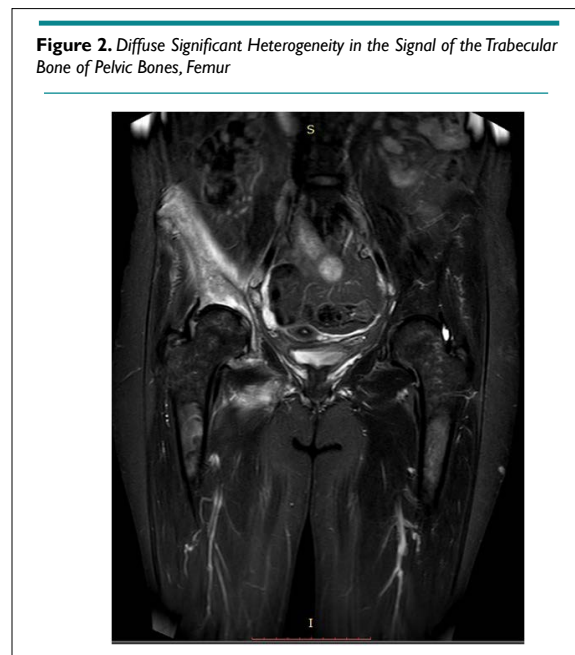 Figure 2. Diffuse Significant Heterogeneity in the Signal of the Trabecular
Bone of Pelvic Bones, Femur
S
I